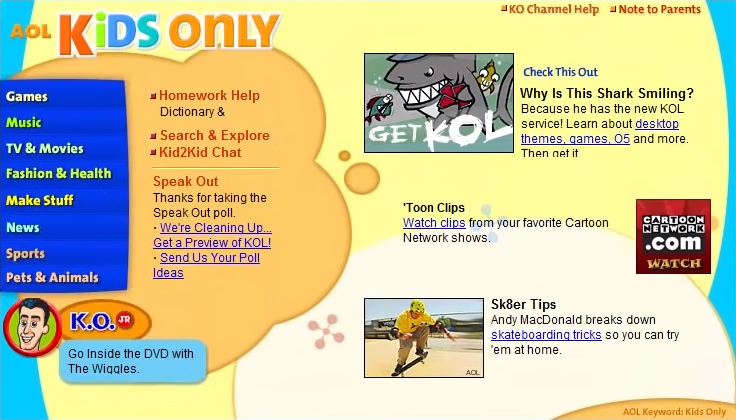 KO Channel Help
Note to Parents
AOL KiDS ONLY
Games
Music
TV & Movies
Fashion & Health
Make Stuff
News
Sports
Pets & Animals
K.O. JR
Go Inside the DVD with
The Wiggles.
Homework Help
Dictionary &
Search & Explore
Kid2Kid Chat
Speak Out
Thanks for taking the
Speak Out poll.
· We're Cleaning Up...
Get a Preview of KOL!
· Send Us Your Poll
Ideas
GET KOL
Check This Out
Why Is This Shark Smiling?
Because he has the new KOL
service! Learn about desktop
themes, games, O5 and more.
Then get it
'Toon Clips
Watch clips from your favorite Cartoon
Network shows.
CARTOON
NETWORK
.com
WATCH
AOL
Sk8er Tips
Andy MacDonald breaks down
skateboarding tricks so you can try
'em at home.
AOL Keyword: Kids Only